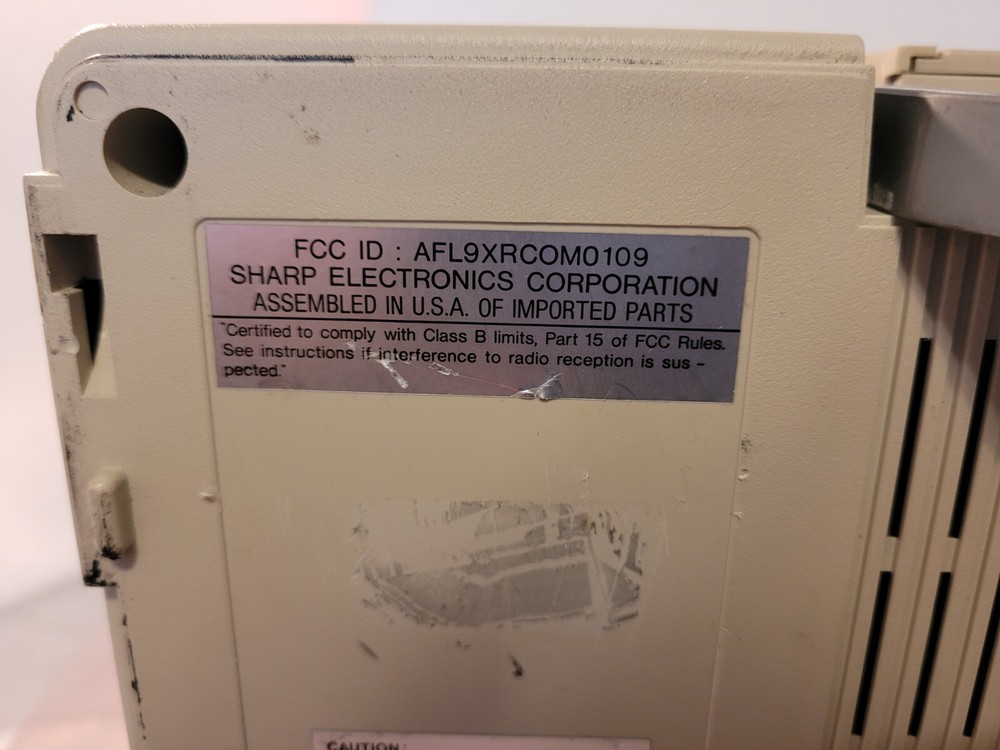 FCC ID : AFL9XRCOM0109
SHARP ELECTRONICS CORPORATION
ASSEMBLED IN U.S.A. OF IMPORTED PARTS
"Certified to comply with Class B limits, Part 15 of FCC Rules.
See instructions if interference to radio reception is sus –
pected."
CAUTION: